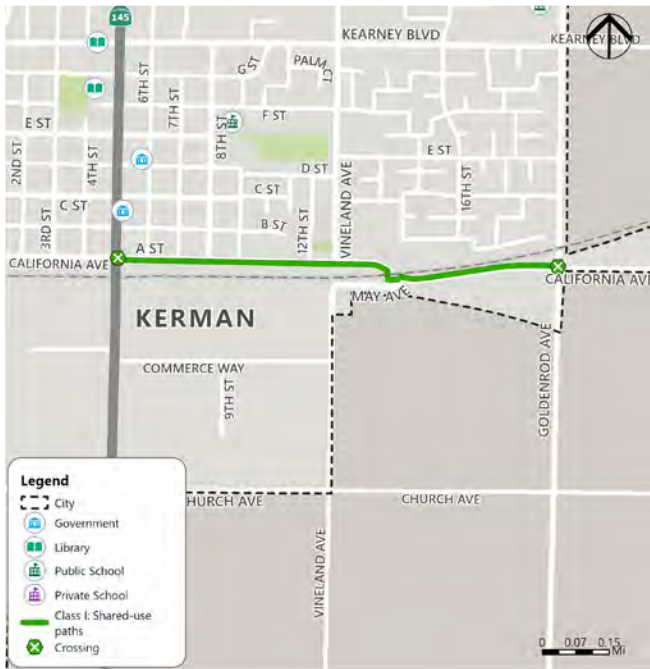 145
KEARNEY BLVD
KEARNEY BLVD
G ST
PALM CT
6TH ST
7TH ST
F ST
E ST
8TH ST
E ST
2ND ST
4TH ST
D ST
VINELAND AVE
16TH ST
C ST
C ST
3RD ST
B ST
12TH ST
A ST
CALIFORNIA AVE
CALIFORNIA AVE
MAY AVE
KERMAN
GOLDENROD AVE
COMMERCE WAY
9TH ST
HURCH AVE
CHURCH AVE
VINELAND AVE
Legend
City
Government
Library
Public School
Private School
Class I: Shared-use
paths
Crossing
0 0.07 0.15
Mi